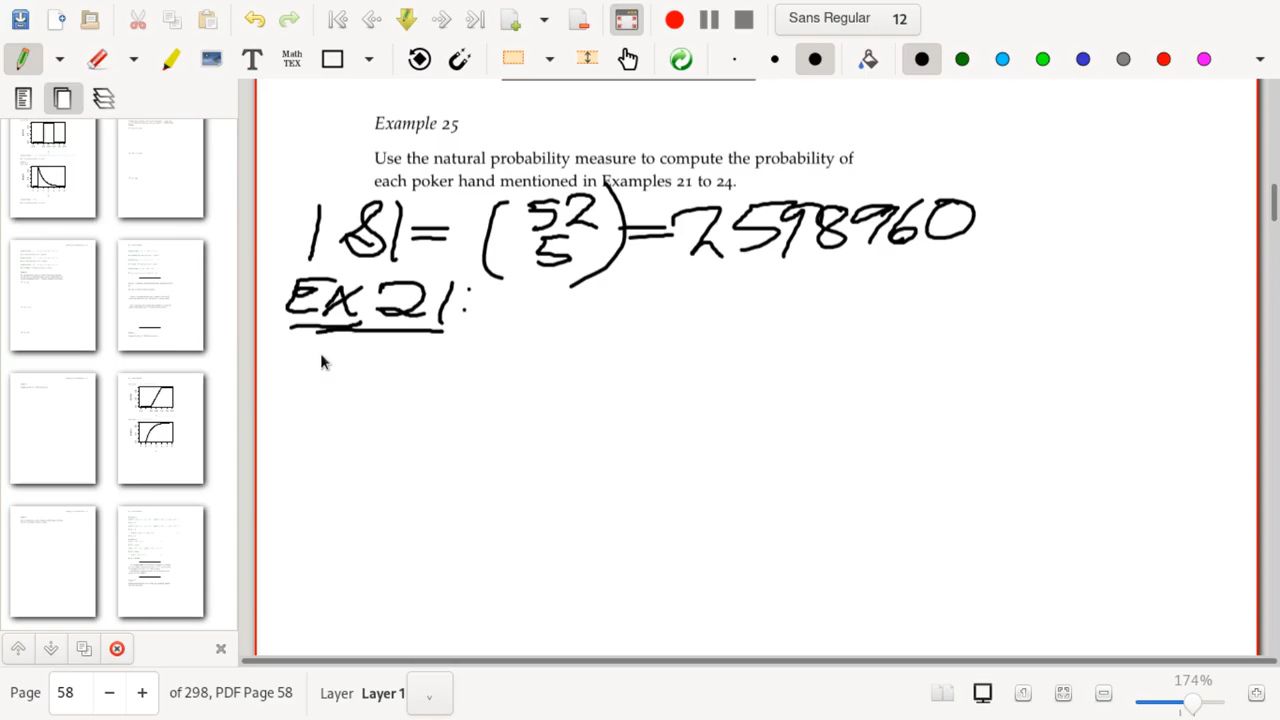 Sans Regular 12
Math
TEX
Example 25
Use the natural probability measure to compute the probability of
each poker hand mentioned in Examples 21 to 24.
|S| = (52 5) = 2598960
EX 21:
Page 58 of 298, PDF Page 58 Layer Layer 1 174%